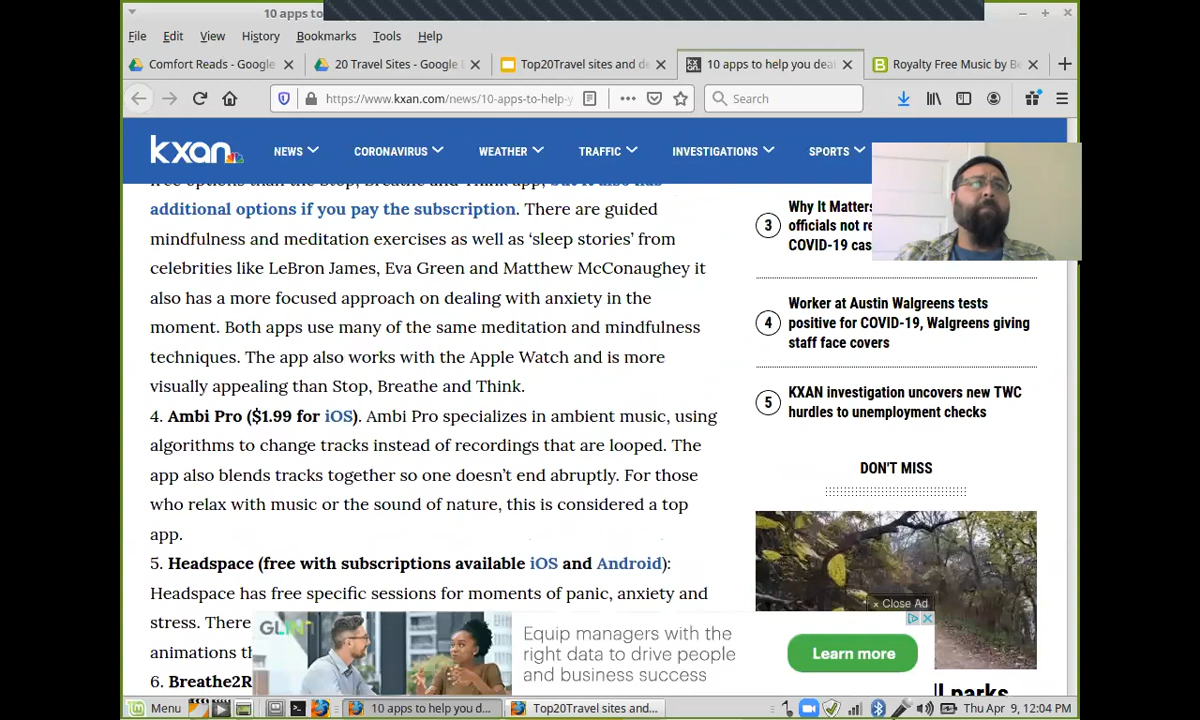 10 apps to
File Edit View History Bookmarks Tools Help
Comfort Reads - Google
20 Travel Sites - Google
Top20Travel sites and de
10 apps to help you deal
Royalty Free Music by Be
https://www.kxan.com/news/10-apps-to-help-y
Search
kxan
NEWS CORONAVIRUS WEATHER TRAFFIC INVESTIGATIONS SPORTS
free options than the Stop, Breathe and Think app, but it also has
additional options if you pay the subscription. There are guided
mindfulness and meditation exercises as well as ‘sleep stories’ from
celebrities like LeBron James, Eva Green and Matthew McConaughey it
also has a more focused approach on dealing with anxiety in the
moment. Both apps use many of the same meditation and mindfulness
techniques. The app also works with the Apple Watch and is more
visually appealing than Stop, Breathe and Think.
4. Ambi Pro ($1.99 for iOS). Ambi Pro specializes in ambient music, using
algorithms to change tracks instead of recordings that are looped. The
app also blends tracks together so one doesn’t end abruptly. For those
who relax with music or the sound of nature, this is considered a top
app.
5. Headspace (free with subscriptions available iOS and Android):
Headspace has free specific sessions for moments of panic, anxiety and
stress. There
animations th
6. Breathe2R
3
Why It Matters
officials not re
COVID-19 cas
4
Worker at Austin Walgreens tests
positive for COVID-19, Walgreens giving
staff face covers
5
KXAN investigation uncovers new TWC
hurdles to unemployment checks
DON'T MISS
× Close Ad
GLINT
Equip managers with the
right data to drive people
and business success
Learn more
parks
Menu
10 apps to help you d...
Top20Travel sites and...
Thu Apr 9, 12:04 PM